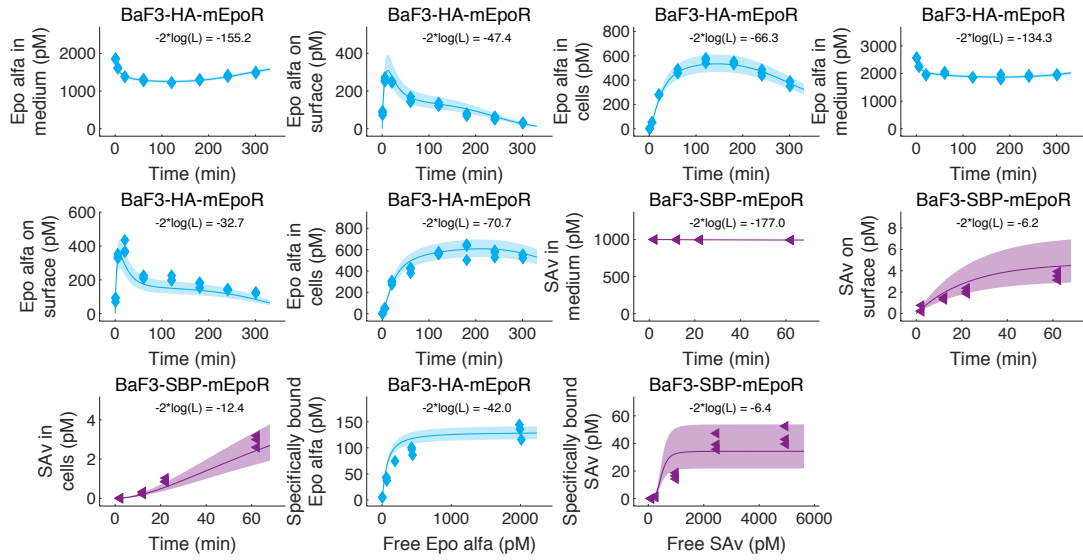 BaF3-HA-mEpoR
-2*log(L) = -155.2
Epo alfa in
medium (pM)
2000
1000
0
0 100 200 300
Time (min)
BaF3-HA-mEpoR
-2*log(L) = -47.4
Epo alfa on
surface (pM)
400
200
0
0 100 200 300
Time (min)
BaF3-HA-mEpoR
-2*log(L) = -66.3
Epo alfa in
cells (pM)
600
400
200
0
0 100 200 300
Time (min)
BaF3-HA-mEpoR
-2*log(L) = -134.3
Epo alfa in
medium (pM)
3000
2000
1000
0
0 100 200 300
Time (min)
BaF3-HA-mEpoR
-2*log(L) = -32.7
Epo alfa on
surface (pM)
600
400
200
0
0 100 200 300
Time (min)
BaF3-HA-mEpoR
-2*log(L) = -70.7
Epo alfa in
cells (pM)
800
600
400
200
0
0 100 200 300
Time (min)
BaF3-SBP-mEpoR
-2*log(L) = -177.0
SAv in
medium (pM)
1000
500
0
0 20 40 60
Time (min)
BaF3-SBP-mEpoR
-2*log(L) = -6.2
SAv on
surface (pM)
8
6
4
2
0
0 20 40 60
Time (min)
BaF3-SBP-mEpoR
-2*log(L) = -12.4
SAv in
cells (pM)
4
2
0
0 20 40 60
Time (min)
BaF3-HA-mEpoR
-2*log(L) = -42.0
Specifically bound
Epo alfa (pM)
150
100
50
0
0 1000 2000
Free Epo alfa (pM)
BaF3-SBP-mEpoR
-2*log(L) = -6.4
Specifically bound
SAv (pM)
60
40
20
0
0 2000 4000 6000
Free SAv (pM)